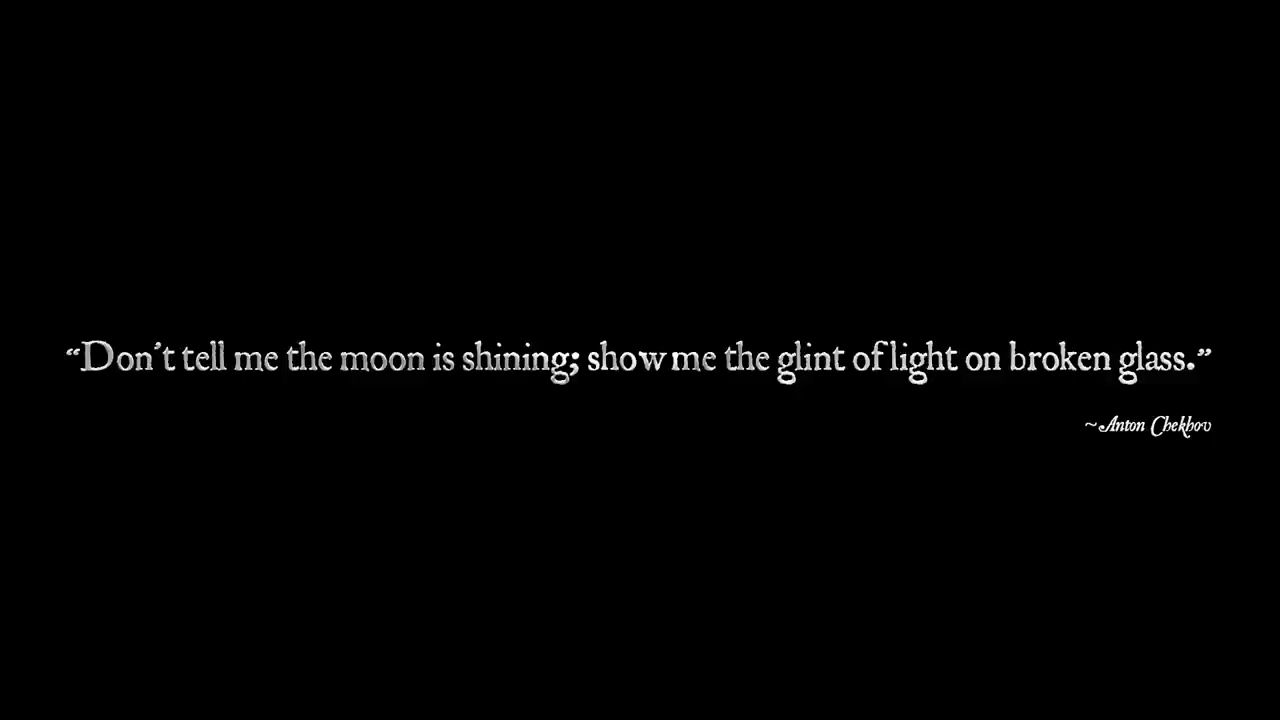 “Don’t tell me the moon is shining; show me the glint of light on broken glass.”
~Anton Chekhov